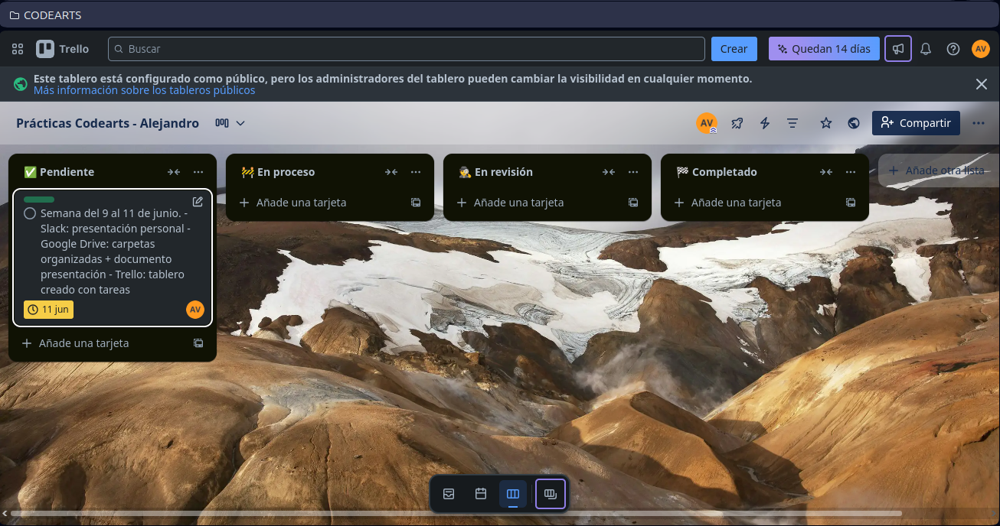 CODEARTS
Trello
Buscar
Crear
Quedan 14 días
AV
Este tablero está configurado como público, pero los administradores del tablero pueden cambiar la visibilidad en cualquier momento.
Más información sobre los tableros públicos
Prácticas Codearts - Alejandro
AV
Compartir
Pendiente
Semana del 9 al 11 de junio. -
Slack: presentación personal -
Google Drive: carpetas
organizadas + documento
presentación - Trello: tablero
creado con tareas
11 jun
AV
Añade una tarjeta
En proceso
Añade una tarjeta
En revisión
Añade una tarjeta
Completado
Añade una tarjeta
Añade otra lista